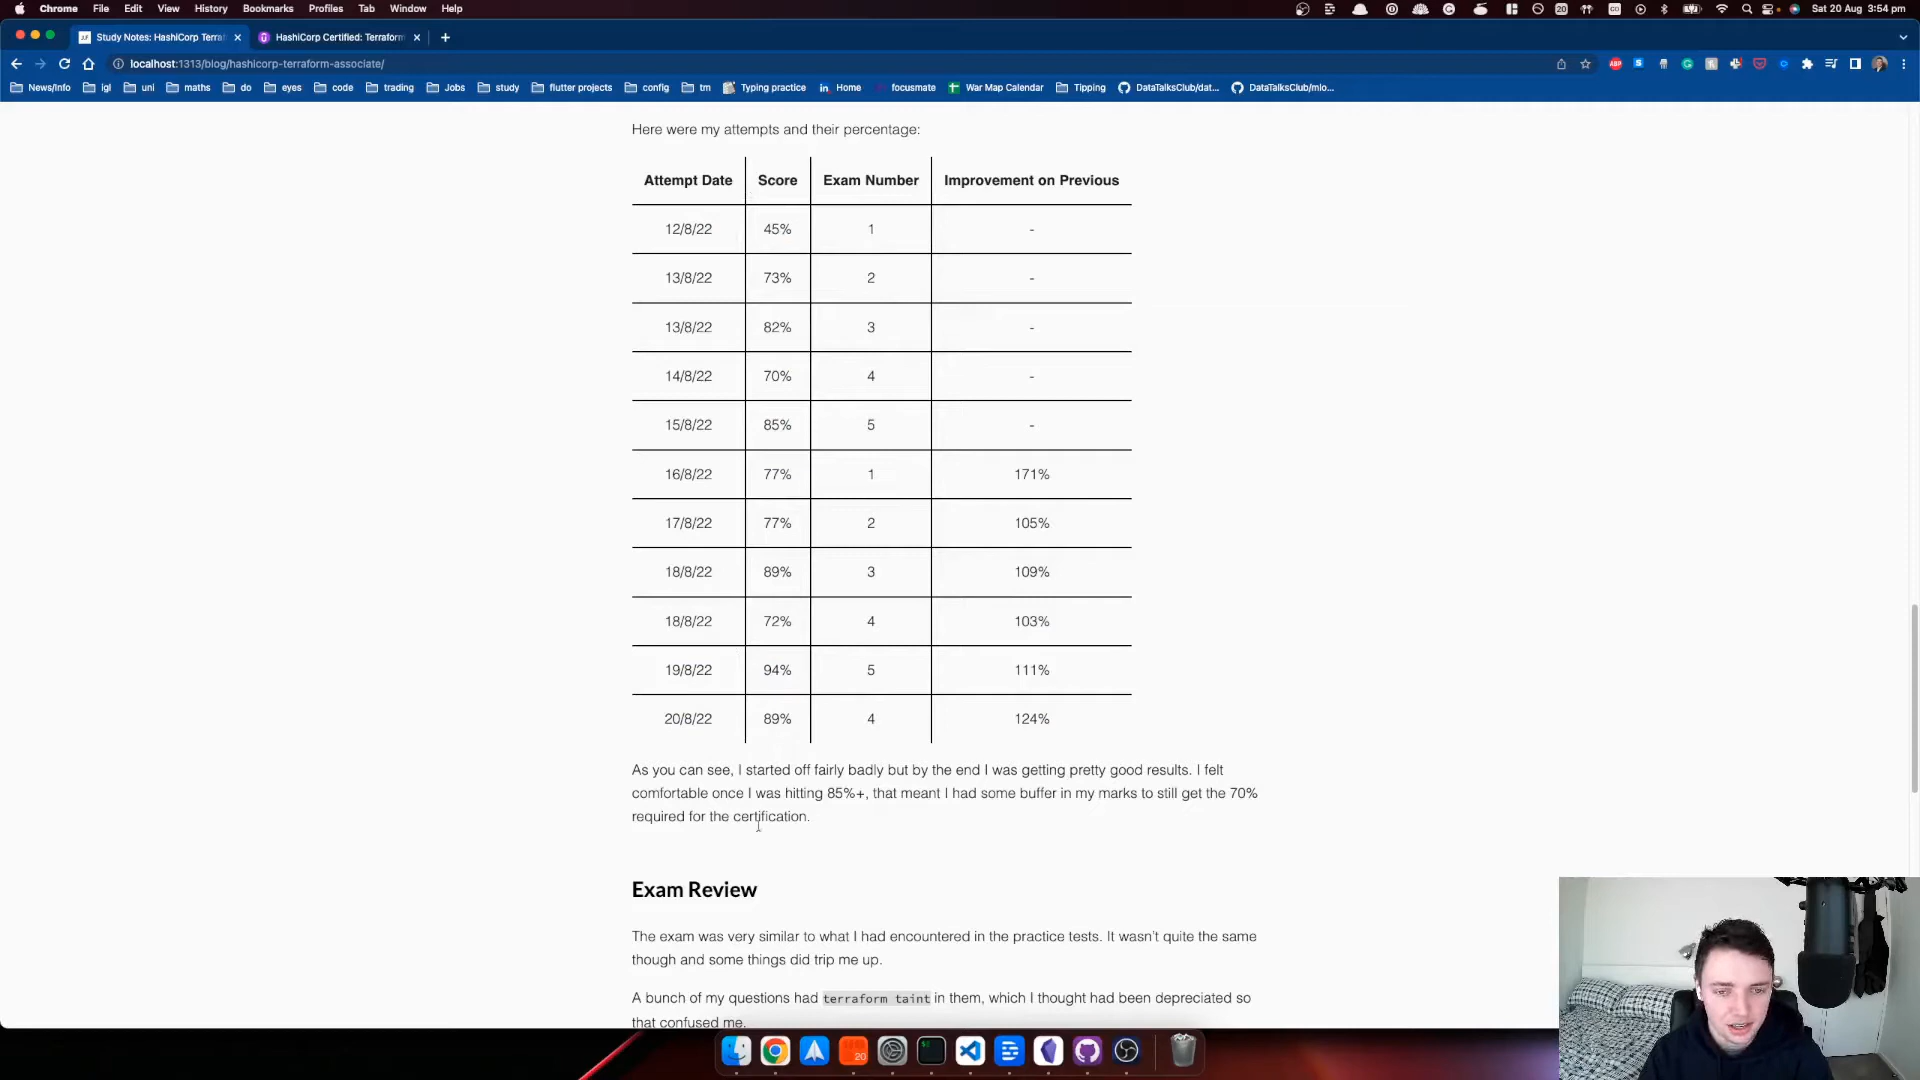 Chrome File Edit View History Bookmarks Profiles Tab Window Help
20
Sat 20 Aug 3:54 pm
Study Notes: HashiCorp Terra
HashiCorp Certified: Terraform
localhost:1313/blog/hashicorp-terraform-associate/
News/Info igl uni maths do eyes code trading Jobs study flutter projects config tm Typing practice Home focusmate War Map Calendar Tipping DataTalksClub/dat... DataTalksClub/mlo...
Here were my attempts and their percentage:
Attempt Date Score Exam Number Improvement on Previous
12/8/22 45% 1 -
13/8/22 73% 2 -
13/8/22 82% 3 -
14/8/22 70% 4 -
15/8/22 85% 5 -
16/8/22 77% 1 171%
17/8/22 77% 2 105%
18/8/22 89% 3 109%
18/8/22 72% 4 103%
19/8/22 94% 5 111%
20/8/22 89% 4 124%
As you can see, I started off fairly badly but by the end I was getting pretty good results. I felt
comfortable once I was hitting 85%+, that meant I had some buffer in my marks to still get the 70%
required for the certification.
Exam Review
The exam was very similar to what I had encountered in the practice tests. It wasn't quite the same
though and some things did trip me up.
A bunch of my questions had terraform taint in them, which I thought had been depreciated so
that confused me.
20